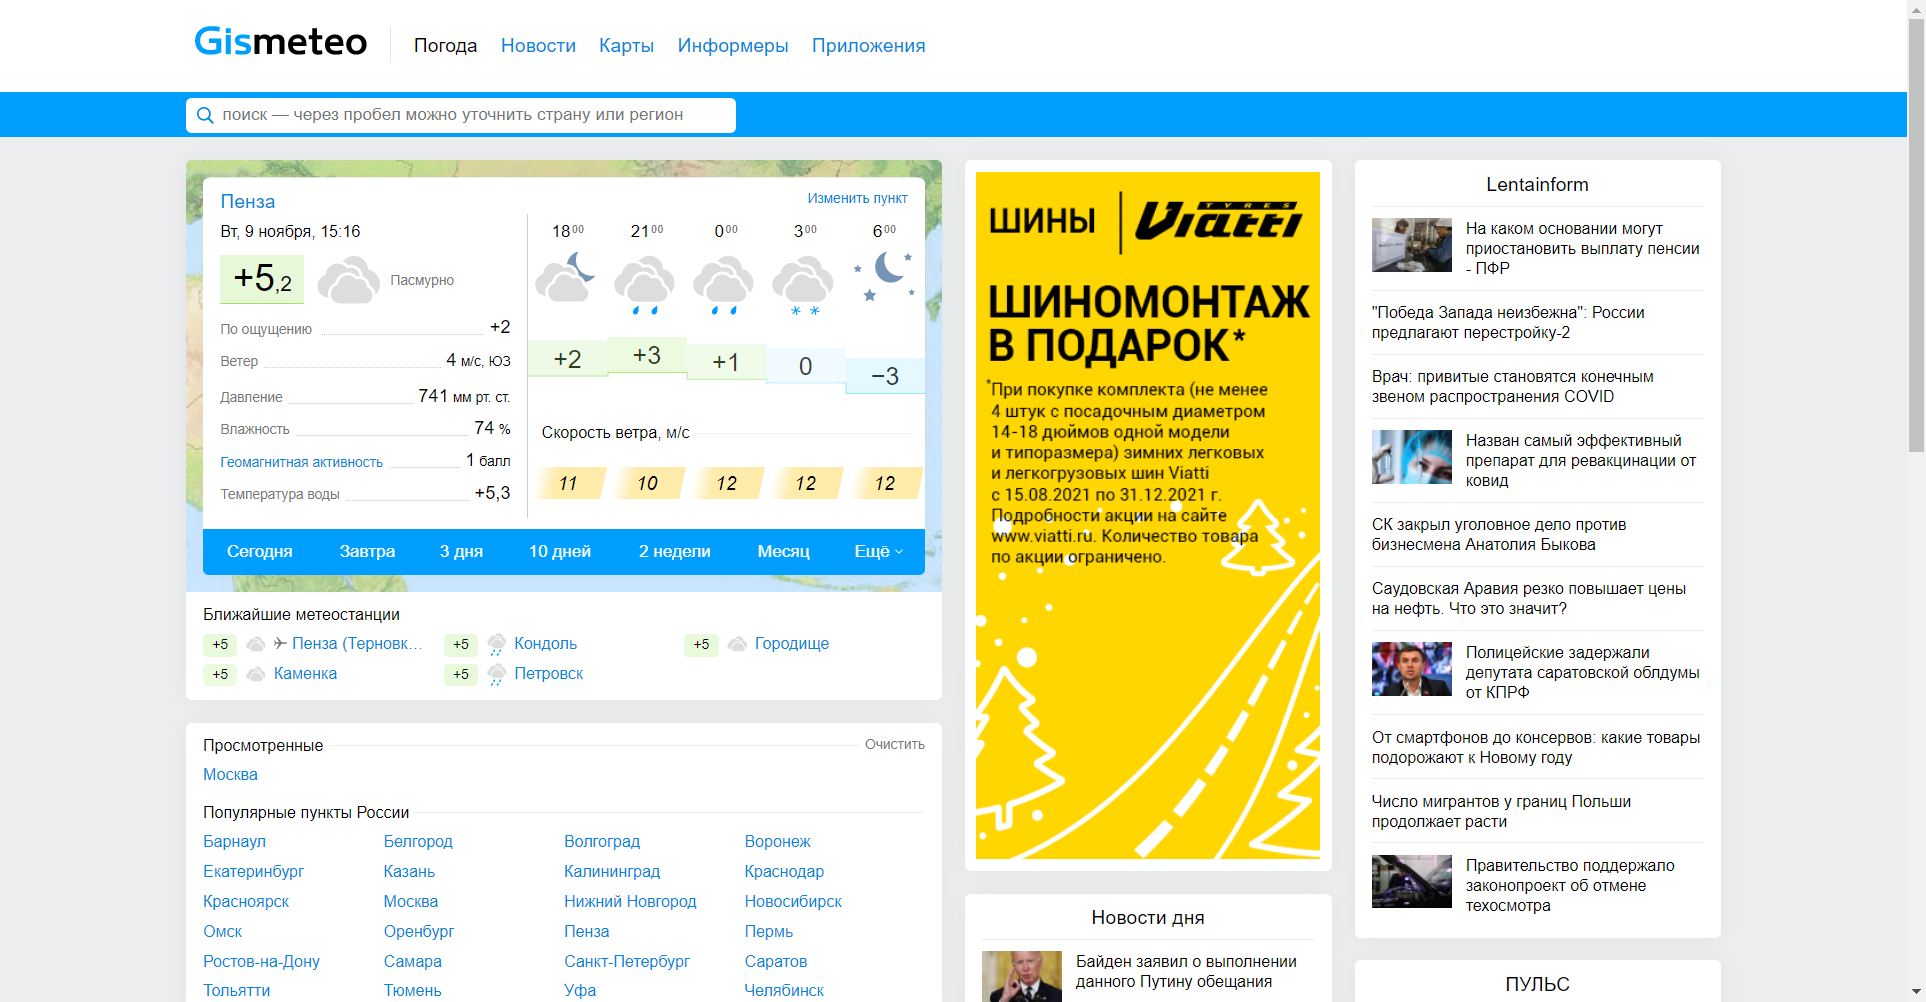 Gismeteo
Погода
Новости
Карты
Информеры
Приложения
поиск — через пробел можно уточнить страну или регион
Пенза
Изменить пункт
Вт, 9 ноября, 15:16
+5,2
Пасмурно
По ощущению +2
Ветер 4 м/с, ЮЗ
Давление 741 мм рт. ст.
Влажность 74 %
Геомагнитная активность 1 балл
Температура воды +5,3
18 00 21 00 0 00 3 00 6 00
+2 +3 +1 0 −3
Скорость ветра, м/с
11 10 12 12 12
Сегодня Завтра 3 дня 10 дней 2 недели Месяц Ещё
Ближайшие метеостанции
+5 Пенза (Терновк... +5 Кондоль +5 Городище
+5 Каменка +5 Петровск
Просмотренные Очистить
Москва
Популярные пункты России
Барнаул Белгород Волгоград Воронеж
Екатеринбург Казань Калининград Краснодар
Красноярск Москва Нижний Новгород Новосибирск
Омск Оренбург Пенза Пермь
Ростов-на-Дону Самара Санкт-Петербург Саратов
Тольятти Тюмень Уфа Челябинск
ШИНЫ Viatti TYRES
ШИНОМОНТАЖ
В ПОДАРОК*
*При покупке комплекта (не менее
4 штук с посадочным диаметром
14-18 дюймов одной модели
и типоразмера) зимних легковых
и легкогрузовых шин Viatti
с 15.08.2021 по 31.12.2021 г.
Подробности акции на сайте
www.viatti.ru. Количество товара
по акции ограничено.
Новости дня
Байден заявил о выполнении
данного Путину обещания
Lentainform
На каком основании могут
приостановить выплату пенсии
- ПФР
"Победа Запада неизбежна": России
предлагают перестройку-2
Врач: привитые становятся конечным
звеном распространения COVID
Назван самый эффективный
препарат для ревакцинации от
ковид
СК закрыл уголовное дело против
бизнесмена Анатолия Быкова
Саудовская Аравия резко повышает цены
на нефть. Что это значит?
Полицейские задержали
депутата саратовской облдумы
от КПРФ
От смартфонов до консервов: какие товары
подорожают к Новому году
Число мигрантов у границ Польши
продолжает расти
Правительство поддержало
законопроект об отмене
техосмотра
ПУЛЬС